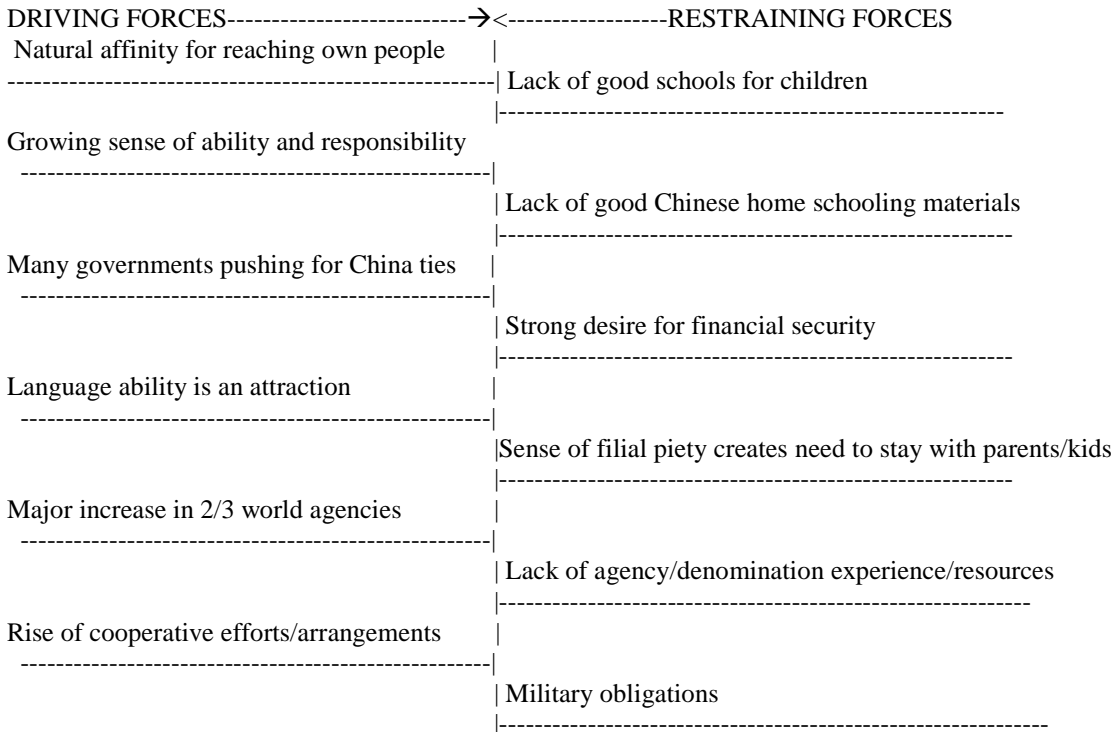 DRIVING FORCES---------------------------→<------------------RESTRAINING FORCES
Natural affinity for reaching own people |
-------------------------------------------------------| Lack of good schools for children
|---------------------------------------------------------
Growing sense of ability and responsibility
-----------------------------------------------------|
| Lack of good Chinese home schooling materials
|----------------------------------------------------------
Many governments pushing for China ties |
-----------------------------------------------------|
| Strong desire for financial security
|----------------------------------------------------------
Language ability is an attraction |
-----------------------------------------------------|
|Sense of filial piety creates need to stay with parents/kids
|----------------------------------------------------------
Major increase in 2/3 world agencies |
-----------------------------------------------------|
| Lack of agency/denomination experience/resources
|------------------------------------------------------------
Rise of cooperative efforts/arrangements |
-----------------------------------------------------|
| Military obligations
|--------------------------------------------------------------